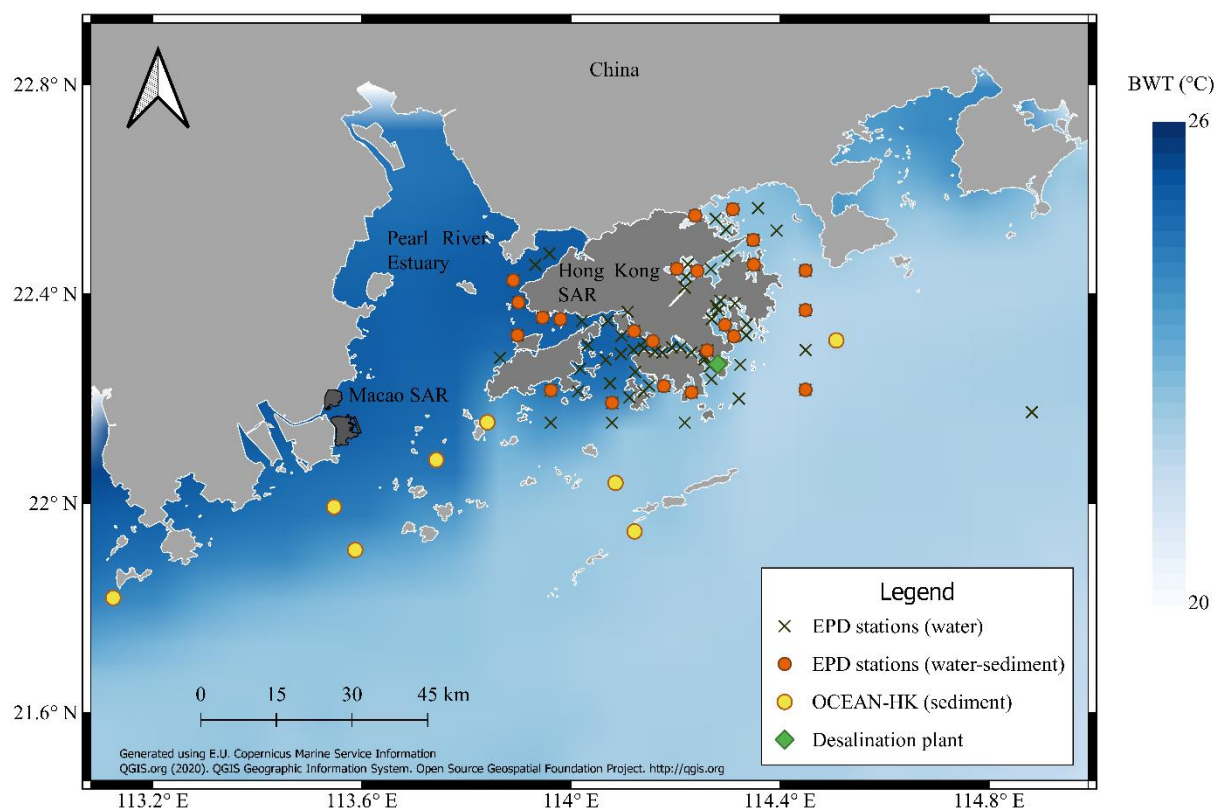 China
22.8° N
BWT (°C)
26
Pearl River
Estuary
Hong Kong
SAR
22.4° N
Macao SAR
22° N
Legend
EPD stations (water)
EPD stations (water-sediment)
OCEAN-HK (sediment)
Desalination plant
20
0 15 30 45 km
21.6° N
Generated using E.U. Copernicus Marine Service Information
QGIS.org (2020). QGIS Geographic Information System. Open Source Geospatial Foundation Project. http://qgis.org
113.2° E 113.6° E 114° E 114.4° E 114.8° E